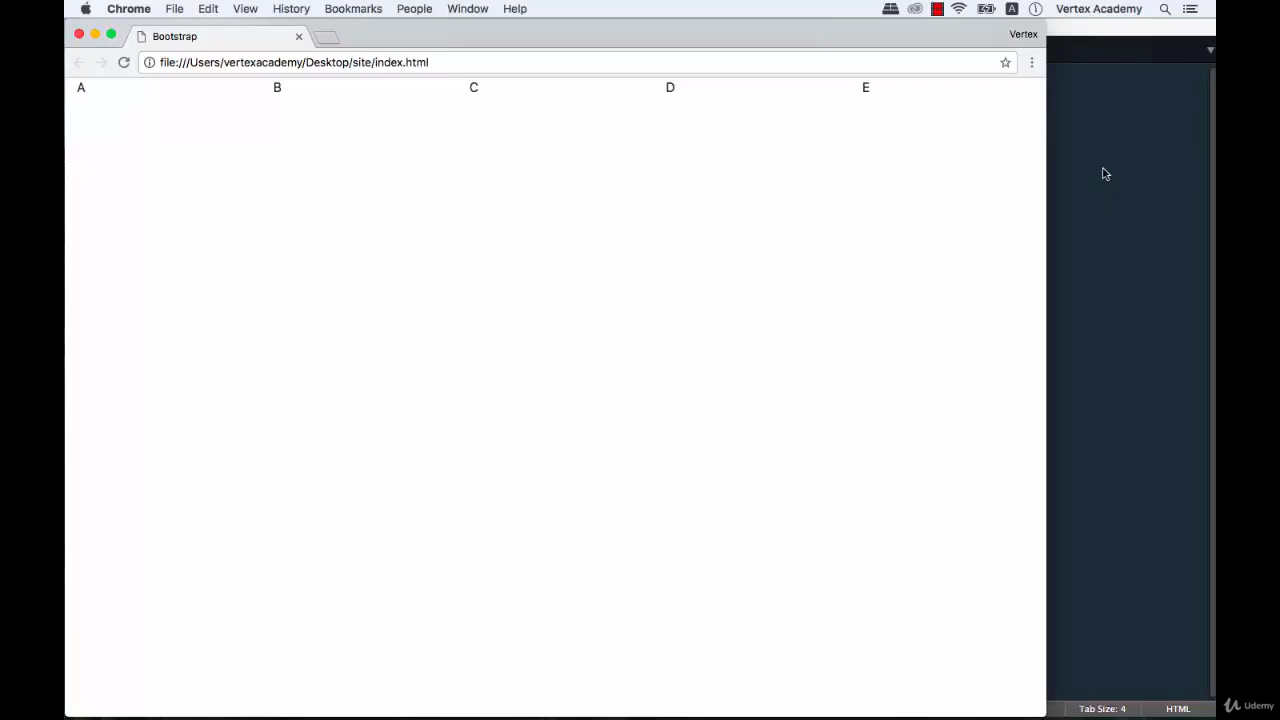 Chrome File Edit View History Bookmarks People Window Help A Vertex Academy
Bootstrap Vertex
file:///Users/vertexacademy/Desktop/site/index.html
A B C D E
Tab Size: 4 HTML
Udemy